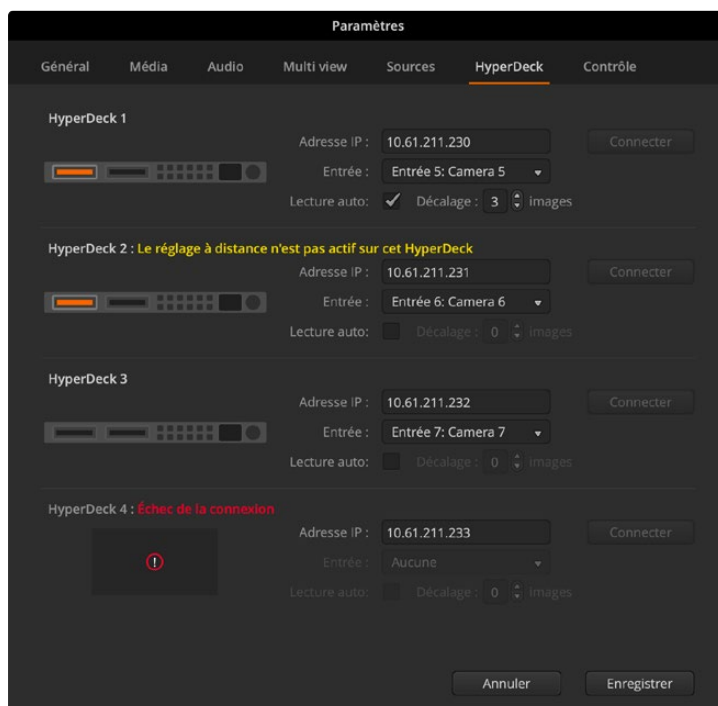 Paramètres
Général Média Audio Multi view Sources HyperDeck Contrôle
HyperDeck 1
Adresse IP : 10.61.211.230 Connecter
Entrée : Entrée 5: Camera 5
Lecture auto: Décalage : 3 images
HyperDeck 2 : Le réglage à distance n'est pas actif sur cet HyperDeck
Adresse IP : 10.61.211.231 Connecter
Entrée : Entrée 6: Camera 6
Lecture auto: Décalage : 0 images
HyperDeck 3
Adresse IP : 10.61.211.232 Connecter
Entrée : Entrée 7: Camera 7
Lecture auto: Décalage : 0 images
HyperDeck 4 : Échec de la connexion
Adresse IP : 10.61.211.233 Connecter
Entrée : Aucune
Lecture auto: Décalage : 0 images
Annuler Enregistrer